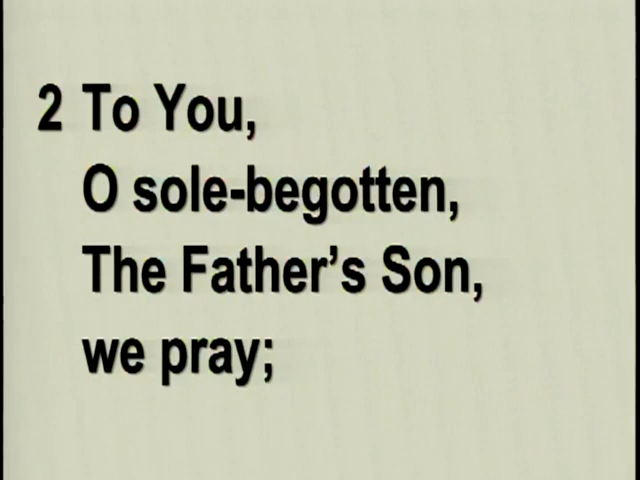 2 To You,
O sole-begotten,
The Father's Son,
we pray;